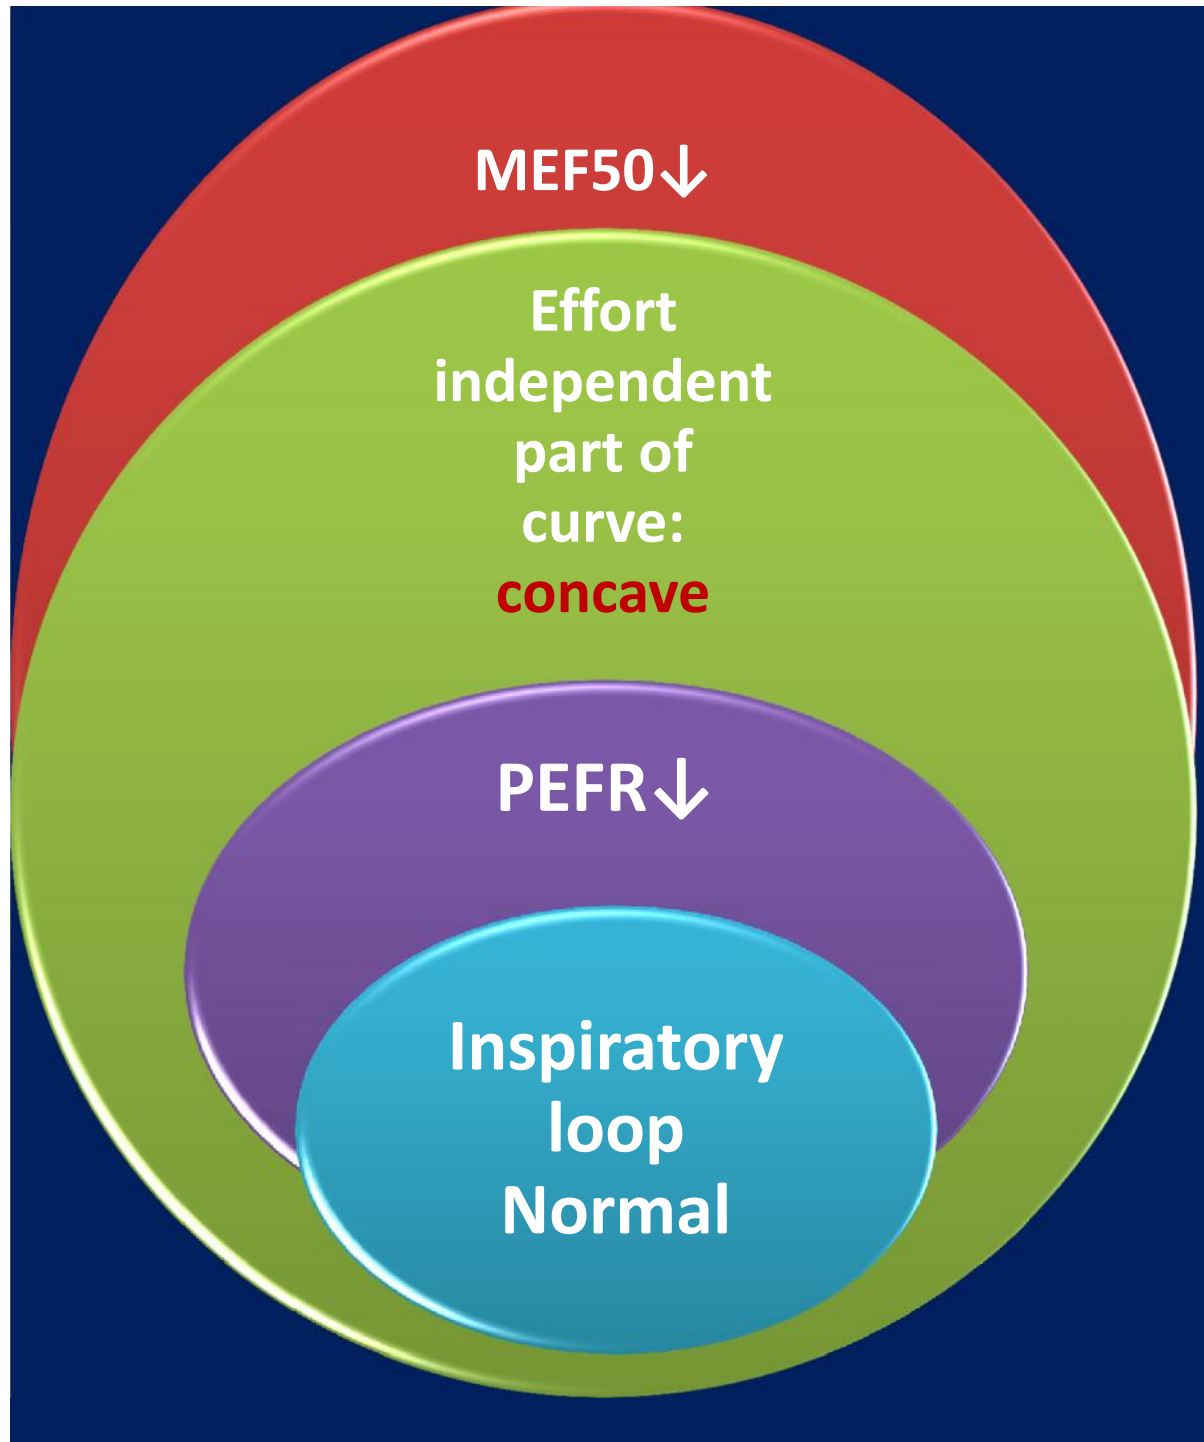 MEF50↓
Effort
independent
part of
curve:
concave
PEFR↓
Inspiratory
loop
Normal